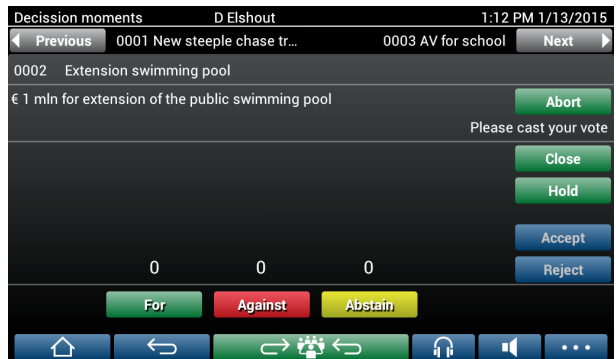 Decission moments D Elshout 1:12 PM 1/13/2015
Previous 0001 New steeple chase tr... 0003 AV for school Next
0002 Extension swimming pool
€ 1 mln for extension of the public swimming pool Abort
Please cast your vote
Close
Hold
Accept
0 0 0 Reject
For Against Abstain